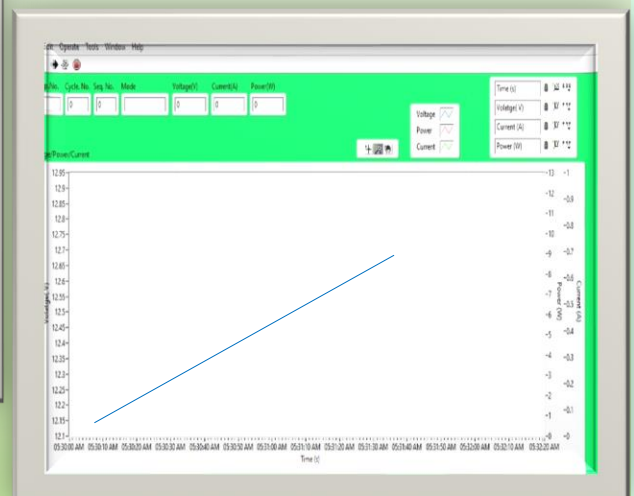 Edit Operate Tools Window Help
Cycle. No. Seq. No. Mode Voltage(V) Current(A) Power(W)
0 0 0 0 0
Voltage
Power
Current
Time (s)
Voletge( V)
Current (A)
Power (W)
ge/Power/Current
12.95
12.9
12.85
12.8
12.75
12.7
12.65
12.6
12.55
12.5
12.45
12.4
12.35
12.3
12.25
12.2
12.15
12.1
13
12
11
10
9
8
7
6
5
4
3
2
1
0
1
0.9
0.8
0.7
0.6
0.5
0.4
0.3
0.2
0.1
0
Power (W)
Current (A)
05:30:00 AM 05:30:10 AM 05:30:20 AM 05:30:30 AM 05:30:40 AM 05:30:50 AM 05:31:00 AM 05:31:10 AM 05:31:20 AM 05:31:30 AM 05:31:40 AM 05:31:50 AM 05:32:00 AM 05:32:10 AM 05:32:20 AM
Time (s)